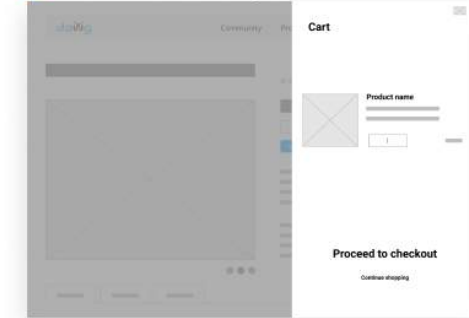 Community
Cart
Product name
1
Proceed to checkout
Continue shopping